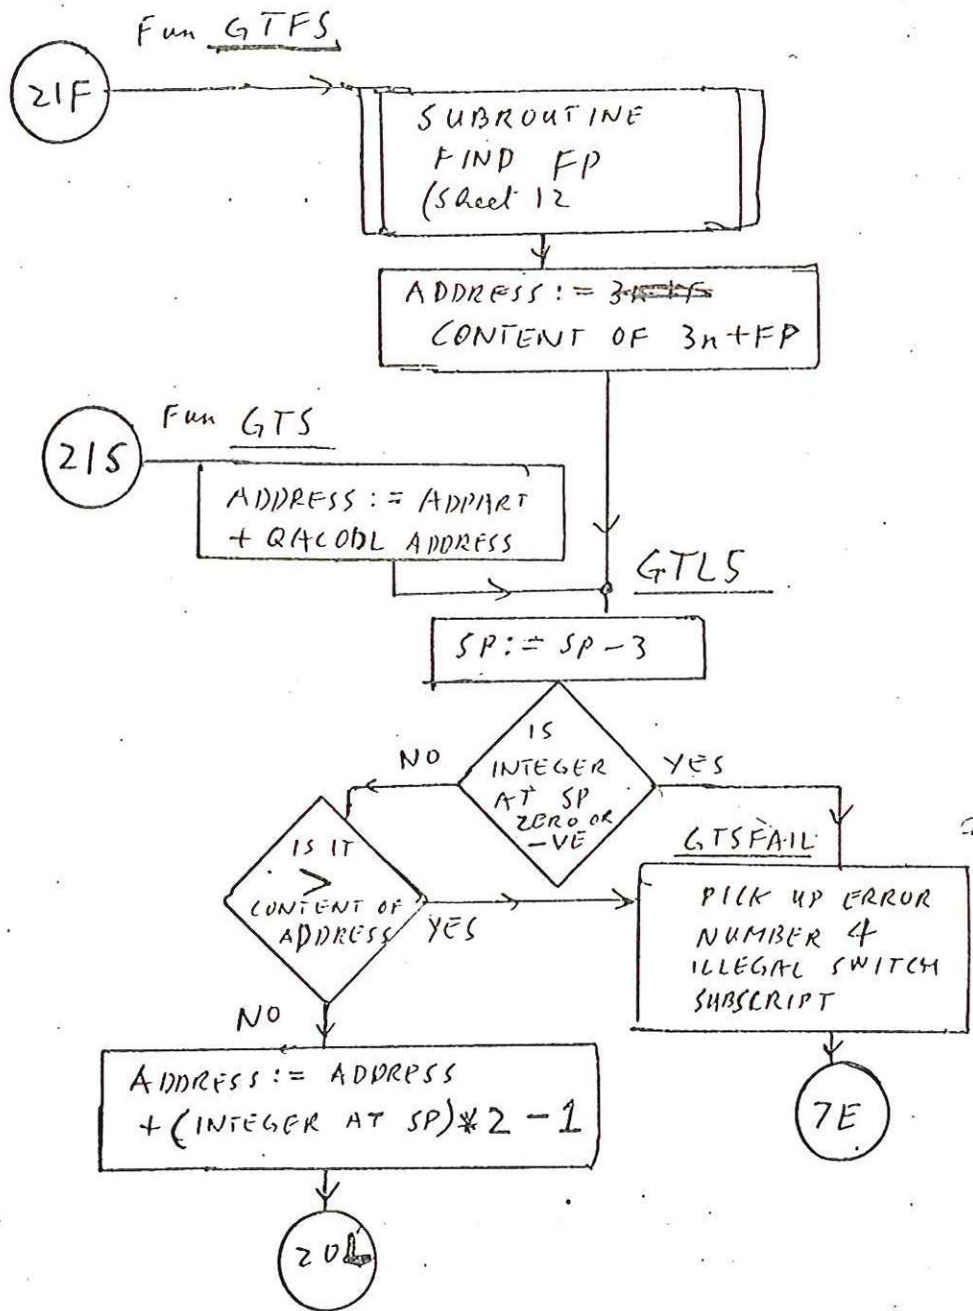 Fun GTFS
21F
SUBROUTINE
FIND FP
(Sheet 12
ADDRESS := 3n+F
CONTENT OF 3n+FP
Fun GTS
21S
ADDRESS := ADPART
+ QACODL ADDRESS
GTLS
SP := SP - 3
IS
INTEGER
AT SP
ZERO OR
-VE
NO
YES
IS IT
>
CONTENT OF
ADDRESS
YES
NO
GTSFAIL
PICK UP ERROR
NUMBER 4
ILLEGAL SWITCH
SUBSCRIPT
7E
ADDRESS := ADDRESS
+ (INTEGER AT SP)*2 - 1
20L